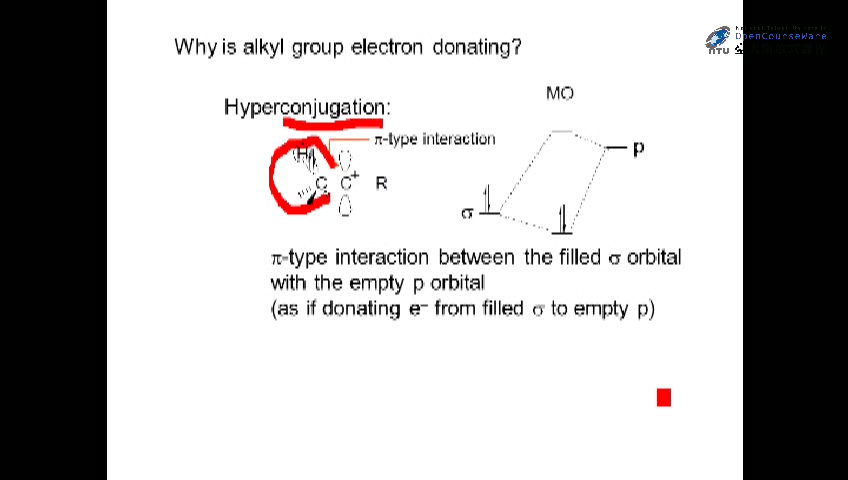 Why is alkyl group electron donating?
OpenCourseWare
NTU
MO
Hyperconjugation:
π-type interaction
p
H
C C⁺ R
σ
π-type interaction between the filled σ orbital
with the empty p orbital
(as if donating e⁻ from filled σ to empty p)